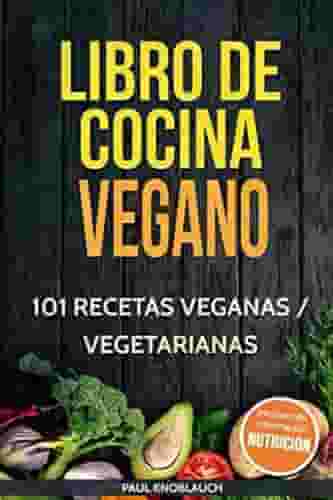 LIBRO DE
COCINA
VEGANO
101 RECETAS VEGANAS /
VEGETARIANAS
NUTRICIÓN
PAUL KNOBLAUCH